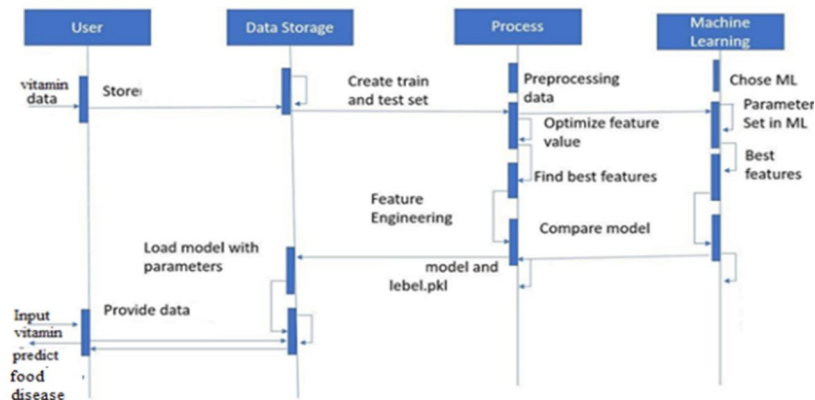 User
Data Storage
Process
Machine
Learning
vitamin
data
Store
Create train
and test set
Preprocessing
data
Chose ML
Parameter
Set in ML
Optimize feature
value
Best
features
Find best features
Feature
Engineering
Compare model
Load model with
parameters
model and
lebel.pkl
Input
vitamin
Provide data
predict
food
disease